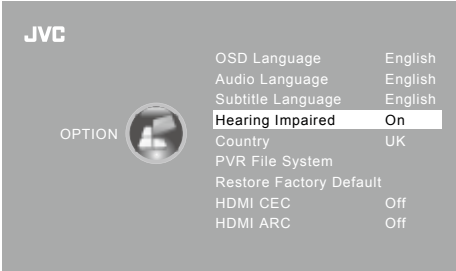 JVC
OPTION
OSD Language English
Audio Language English
Subtitle Language English
Hearing Impaired On
Country UK
PVR File System
Restore Factory Default
HDMI CEC Off
HDMI ARC Off